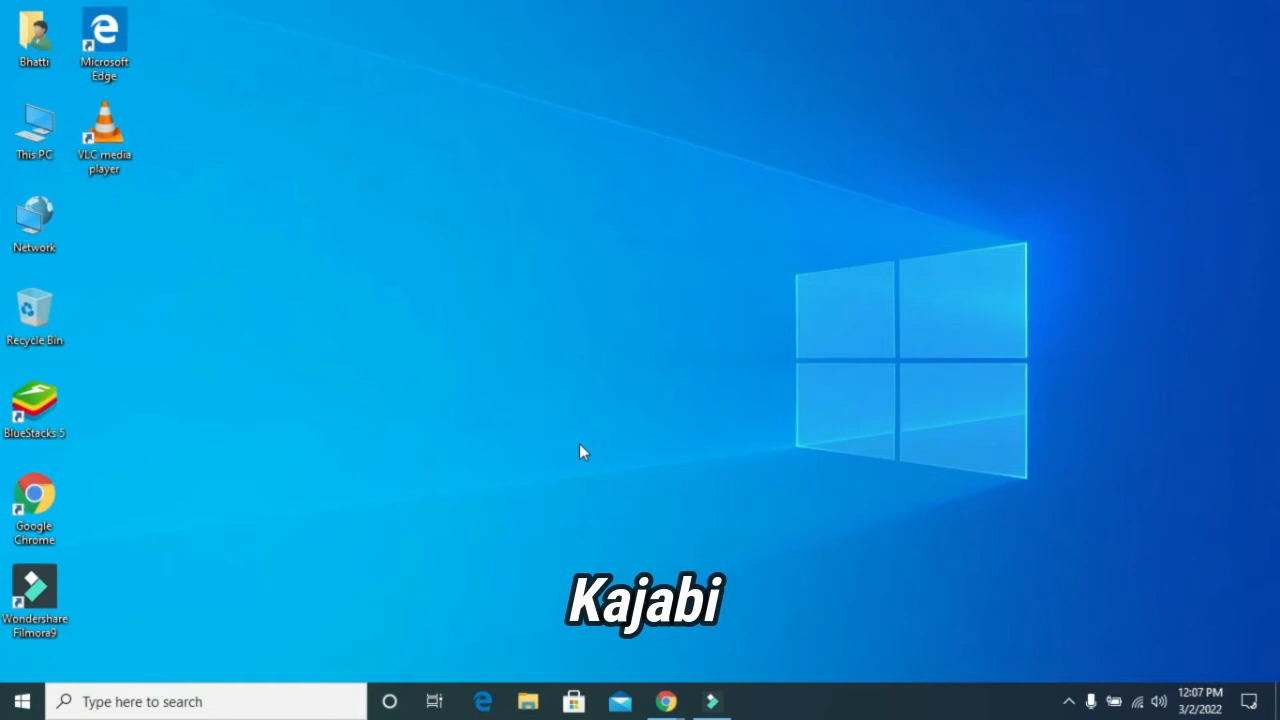 Bhatti
Microsoft
Edge
This PC
VLC media
player
Network
Recycle Bin
BlueStacks 5
Google
Chrome
Wondershare
Filmora9
Kajabi
Type here to search
12:07 PM
3/2/2022